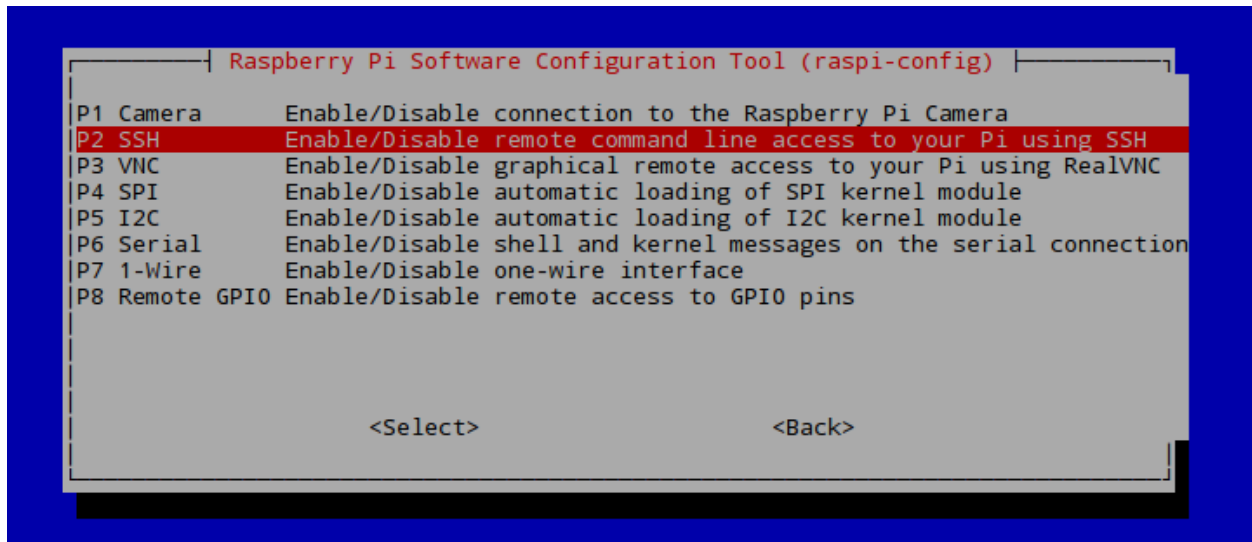 Raspberry Pi Software Configuration Tool (raspi-config)
P1 Camera Enable/Disable connection to the Raspberry Pi Camera
P2 SSH Enable/Disable remote command line access to your Pi using SSH
P3 VNC Enable/Disable graphical remote access to your Pi using RealVNC
P4 SPI Enable/Disable automatic loading of SPI kernel module
P5 I2C Enable/Disable automatic loading of I2C kernel module
P6 Serial Enable/Disable shell and kernel messages on the serial connection
P7 1-Wire Enable/Disable one-wire interface
P8 Remote GPIO Enable/Disable remote access to GPIO pins
<Select> <Back>